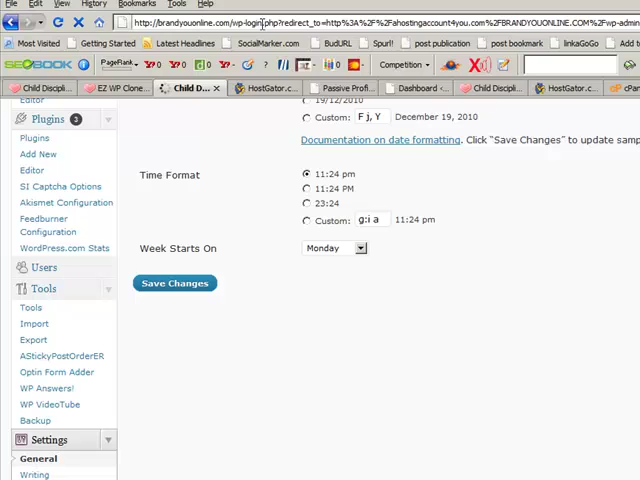 File Edit View History Bookmarks Tools Help
http://brandyouonline.com/wp-login.php?redirect_to=http%3A%2F%2Fahostingaccount4you.com%2FBRANDYOUONLINE.COM%2Fwp-admin
Most Visited Getting Started Latest Headlines SocialMarker.com BudURL post bookmark post bookmark linkaGoGo Spurl!
SEOBOOK PageRank Competition
Child Discipli... EZ WP Clone... Child D... HostGator.c... Passive Profi... Dashboard ‹ Child Discipli... HostGator.c... cPan
Editor 19/12/2010
Plugins 3 Custom: F j, Y December 19, 2010
Plugins Documentation on date formatting. Click “Save Changes” to update samp
Add New
Editor Time Format 11:24 pm
SI Captcha Options 11:24 PM
Akismet Configuration 23:24
Feedburner Custom: g:i a 11:24 pm
Configuration
WordPress.com Stats Week Starts On Monday
Users
Tools Save Changes
Tools
Import
Export
AStickyPostOrderER
Optin Form Adder
WP Answers!
WP VideoTube
Backup
Settings
General
Writing